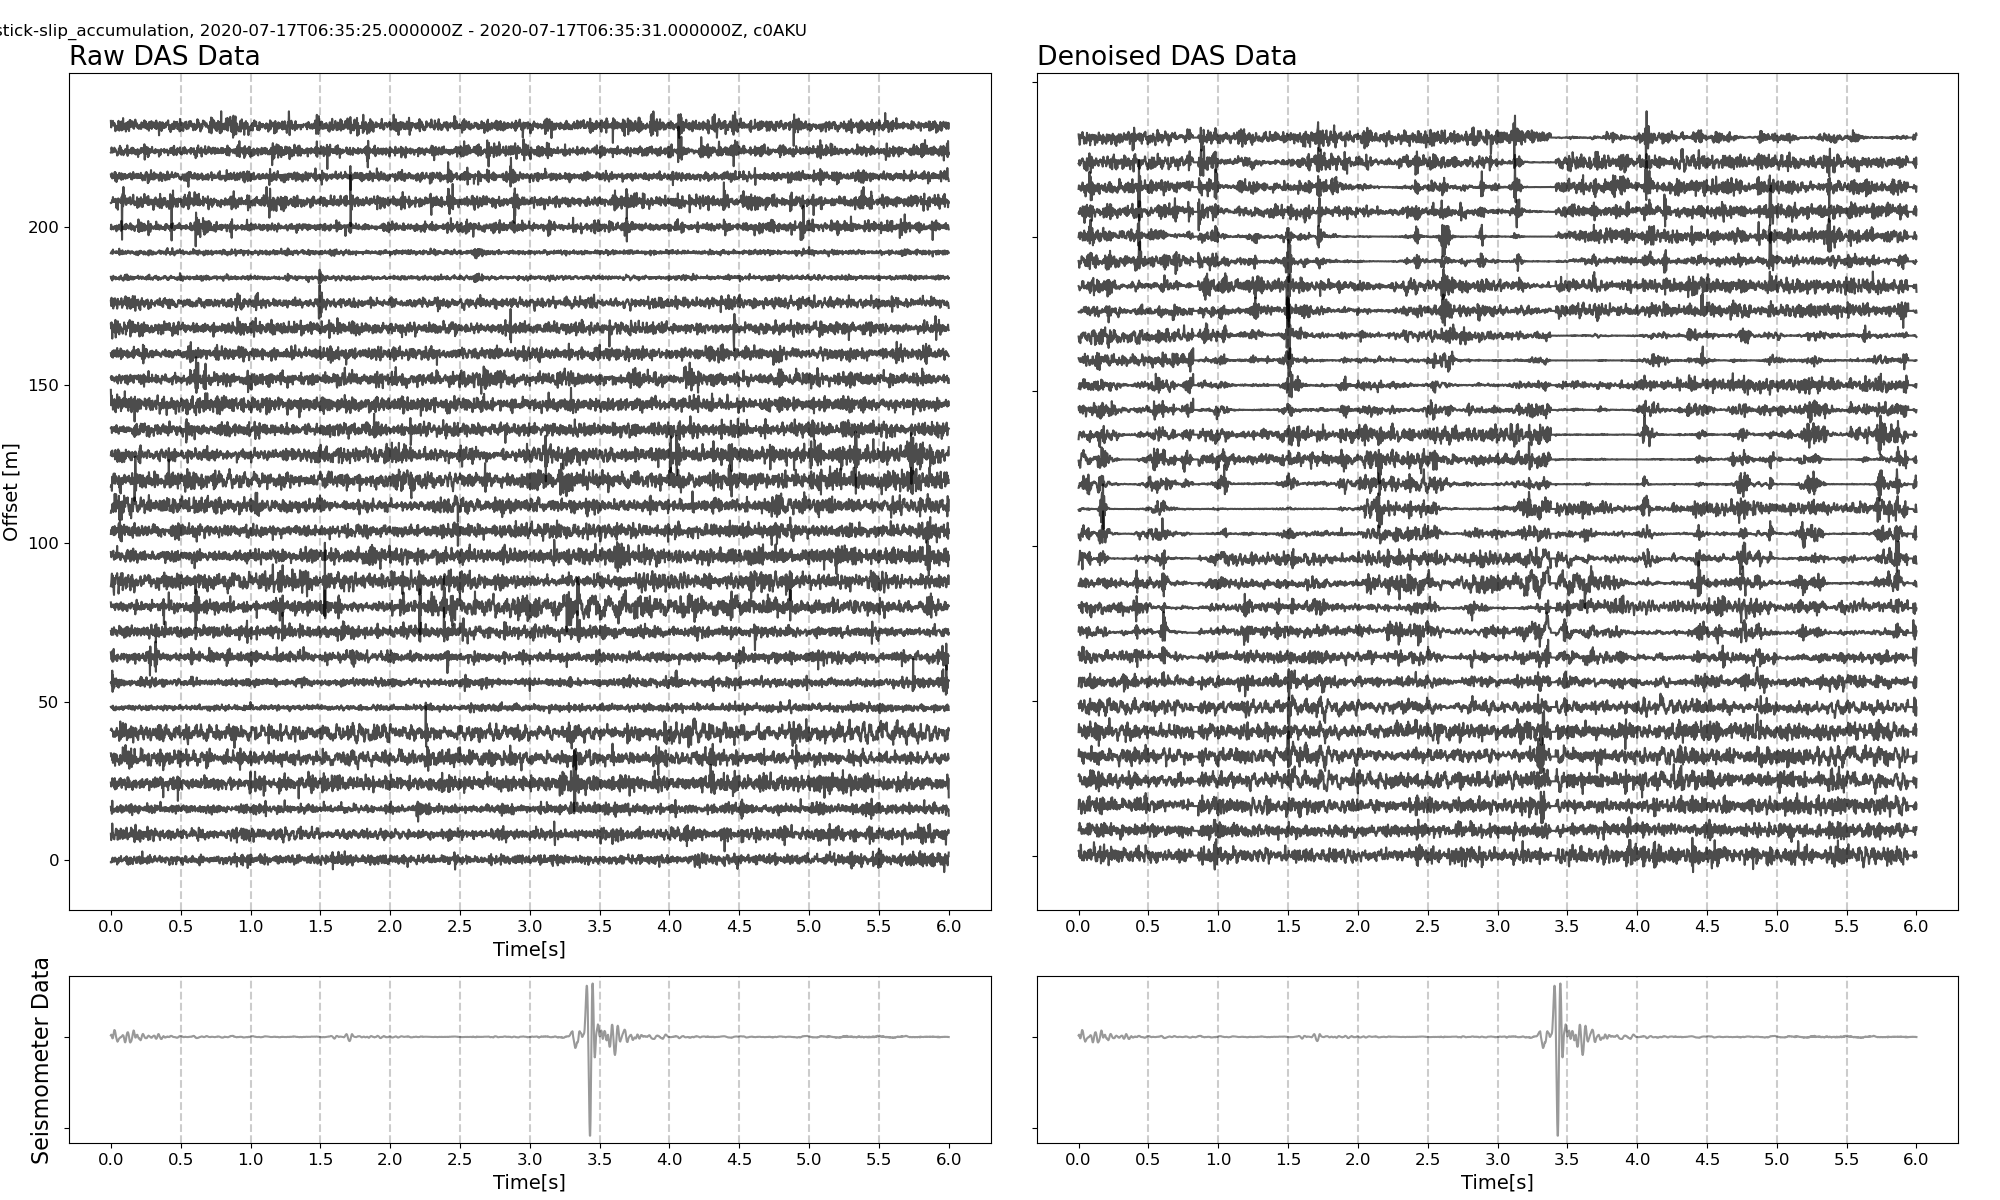 stick-slip_accumulation, 2020-07-17T06:35:25.000000Z - 2020-07-17T06:35:31.000000Z, c0AKU
Raw DAS Data
Denoised DAS Data
Offset [m]
200
150
100
50
0
0.0 0.5 1.0 1.5 2.0 2.5 3.0 3.5 4.0 4.5 5.0 5.5 6.0
Time[s]
0.0 0.5 1.0 1.5 2.0 2.5 3.0 3.5 4.0 4.5 5.0 5.5 6.0
Seismometer Data
0.0 0.5 1.0 1.5 2.0 2.5 3.0 3.5 4.0 4.5 5.0 5.5 6.0
Time[s]
0.0 0.5 1.0 1.5 2.0 2.5 3.0 3.5 4.0 4.5 5.0 5.5 6.0
Time[s]